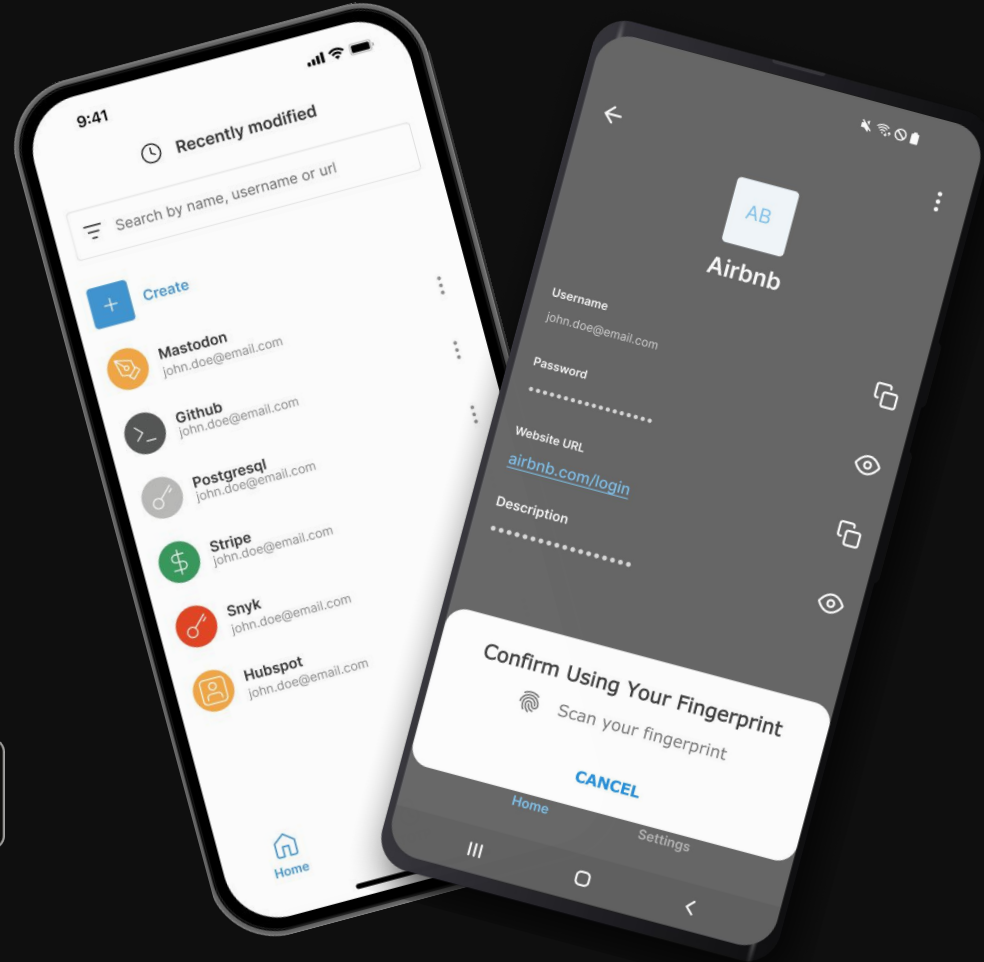 9:41
Recently modified
Search by name, username or url
Create
Mastodon
john.doe@email.com
Github
john.doe@email.com
Postgresql
john.doe@email.com
Stripe
john.doe@email.com
Snyk
john.doe@email.com
Hubspot
john.doe@email.com
Home
AB
Airbnb
Username
john.doe@email.com
Password
Website URL
airbnb.com/login
Description
Confirm Using Your Fingerprint
Scan your fingerprint
CANCEL
Home
Settings